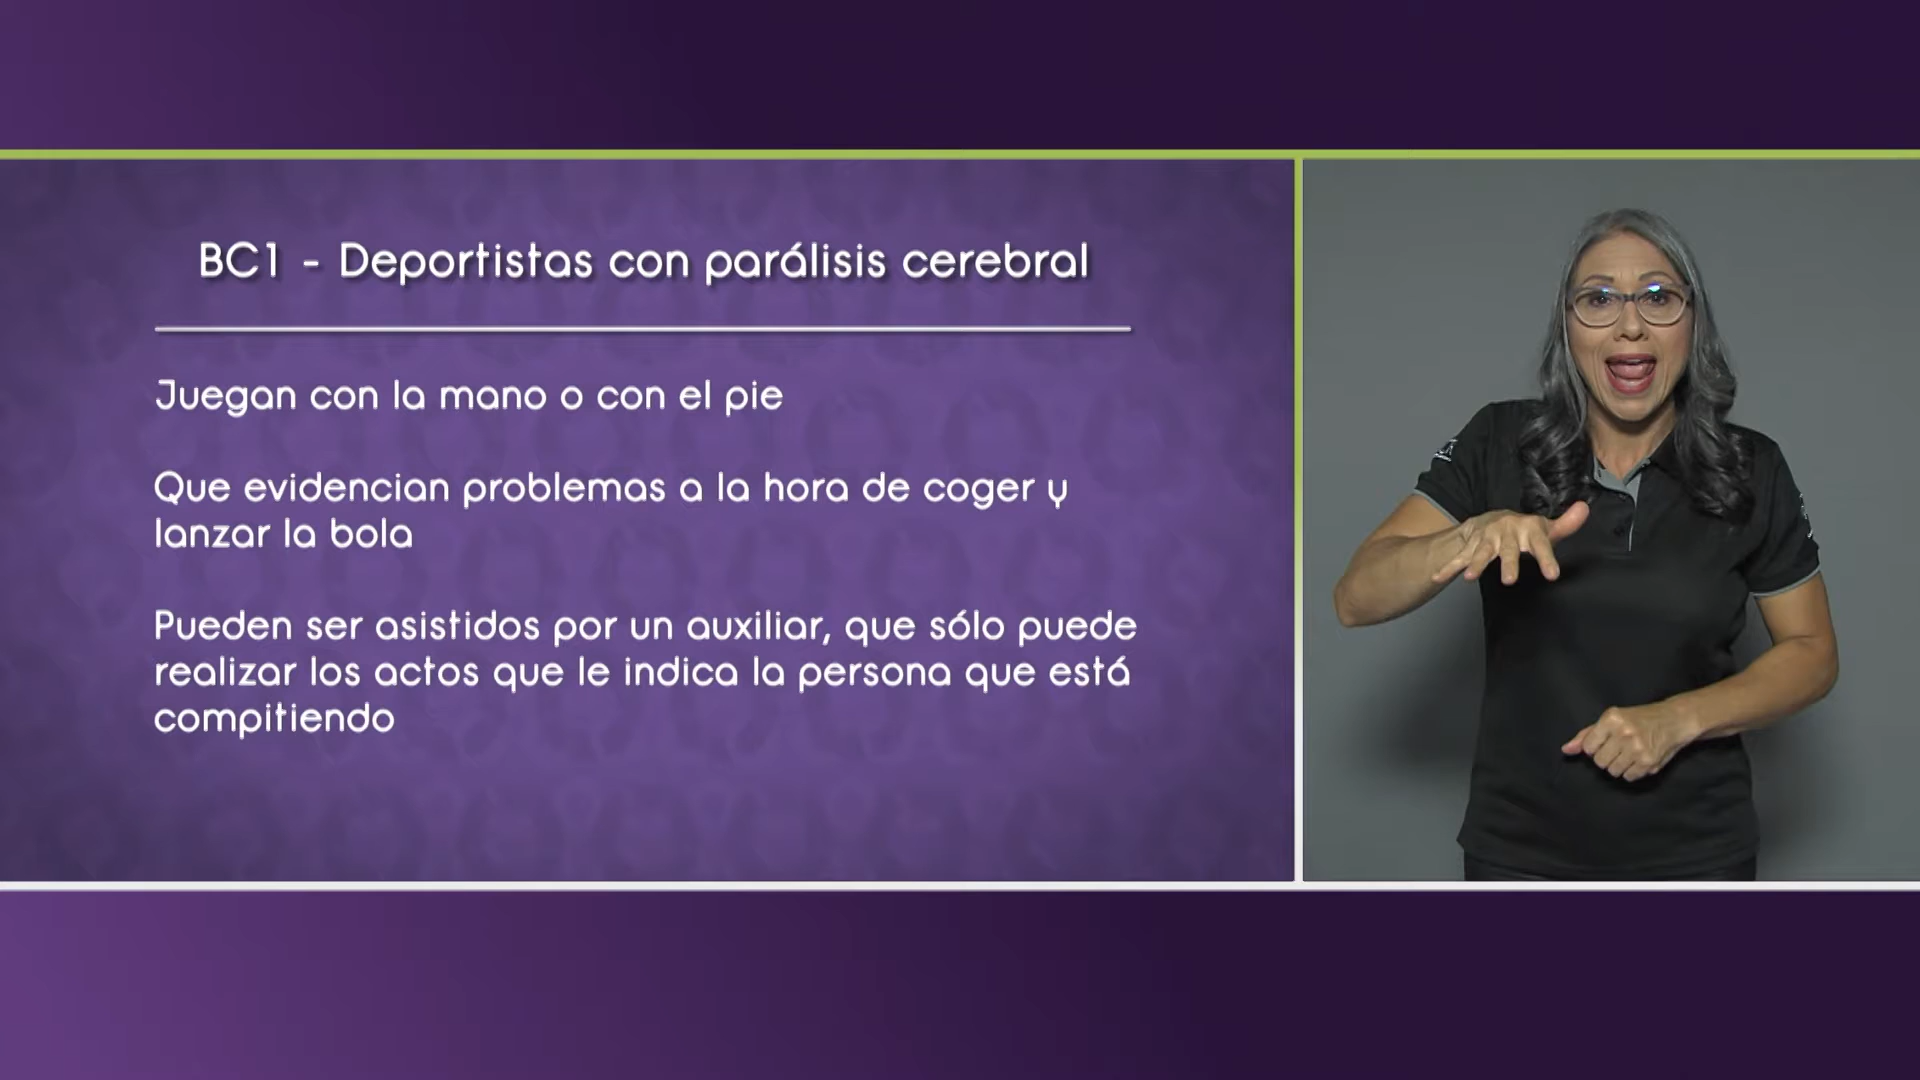 BC1 - Deportistas con parálisis cerebral
Juegan con la mano o con el pie
Que evidencian problemas a la hora de coger y
lanzar la bola
Pueden ser asistidos por un auxiliar, que sólo puede
realizar los actos que le indica la persona que está
compitiendo